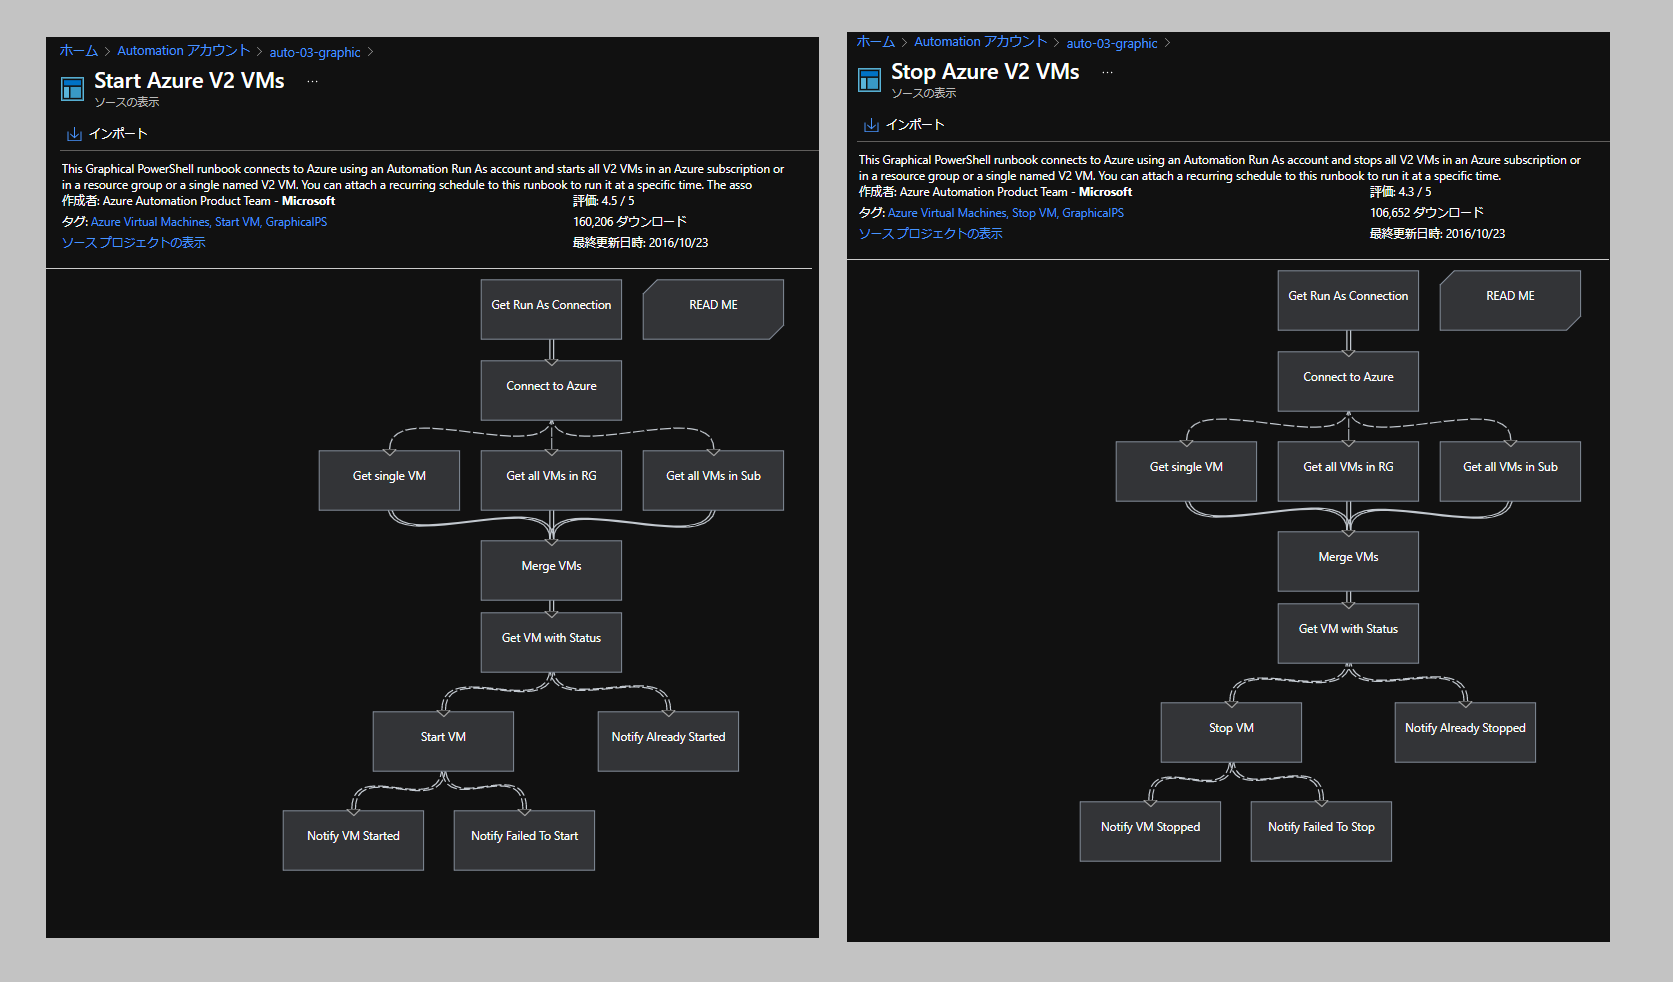 ホーム > Automation アカウント > auto-03-graphic >
Start Azure V2 VMs ...
ソースの表示
インポート
This Graphical PowerShell runbook connects to Azure using an Automation Run As account and starts all V2 VMs in an Azure subscription or
in a resource group or a single named V2 VM. You can attach a recurring schedule to this runbook to run it at a specific time. The asso
作成者: Azure Automation Product Team - Microsoft
評価: 4.5 / 5
タグ: Azure Virtual Machines, Start VM, GraphicalPS
160,206 ダウンロード
ソース プロジェクトの表示
最終更新日時: 2016/10/23
Get Run As Connection
READ ME
Connect to Azure
Get single VM
Get all VMs in RG
Get all VMs in Sub
Merge VMs
Get VM with Status
Start VM
Notify Already Started
Notify VM Started
Notify Failed To Start
ホーム > Automation アカウント > auto-03-graphic >
Stop Azure V2 VMs ...
ソースの表示
インポート
This Graphical PowerShell runbook connects to Azure using an Automation Run As account and stops all V2 VMs in an Azure subscription or
in a resource group or a single named V2 VM. You can attach a recurring schedule to this runbook to run it at a specific time.
作成者: Azure Automation Product Team - Microsoft
評価: 4.3 / 5
タグ: Azure Virtual Machines, Stop VM, GraphicalPS
106,652 ダウンロード
ソース プロジェクトの表示
最終更新日時: 2016/10/23
Get Run As Connection
READ ME
Connect to Azure
Get single VM
Get all VMs in RG
Get all VMs in Sub
Merge VMs
Get VM with Status
Stop VM
Notify Already Stopped
Notify VM Stopped
Notify Failed To Stop